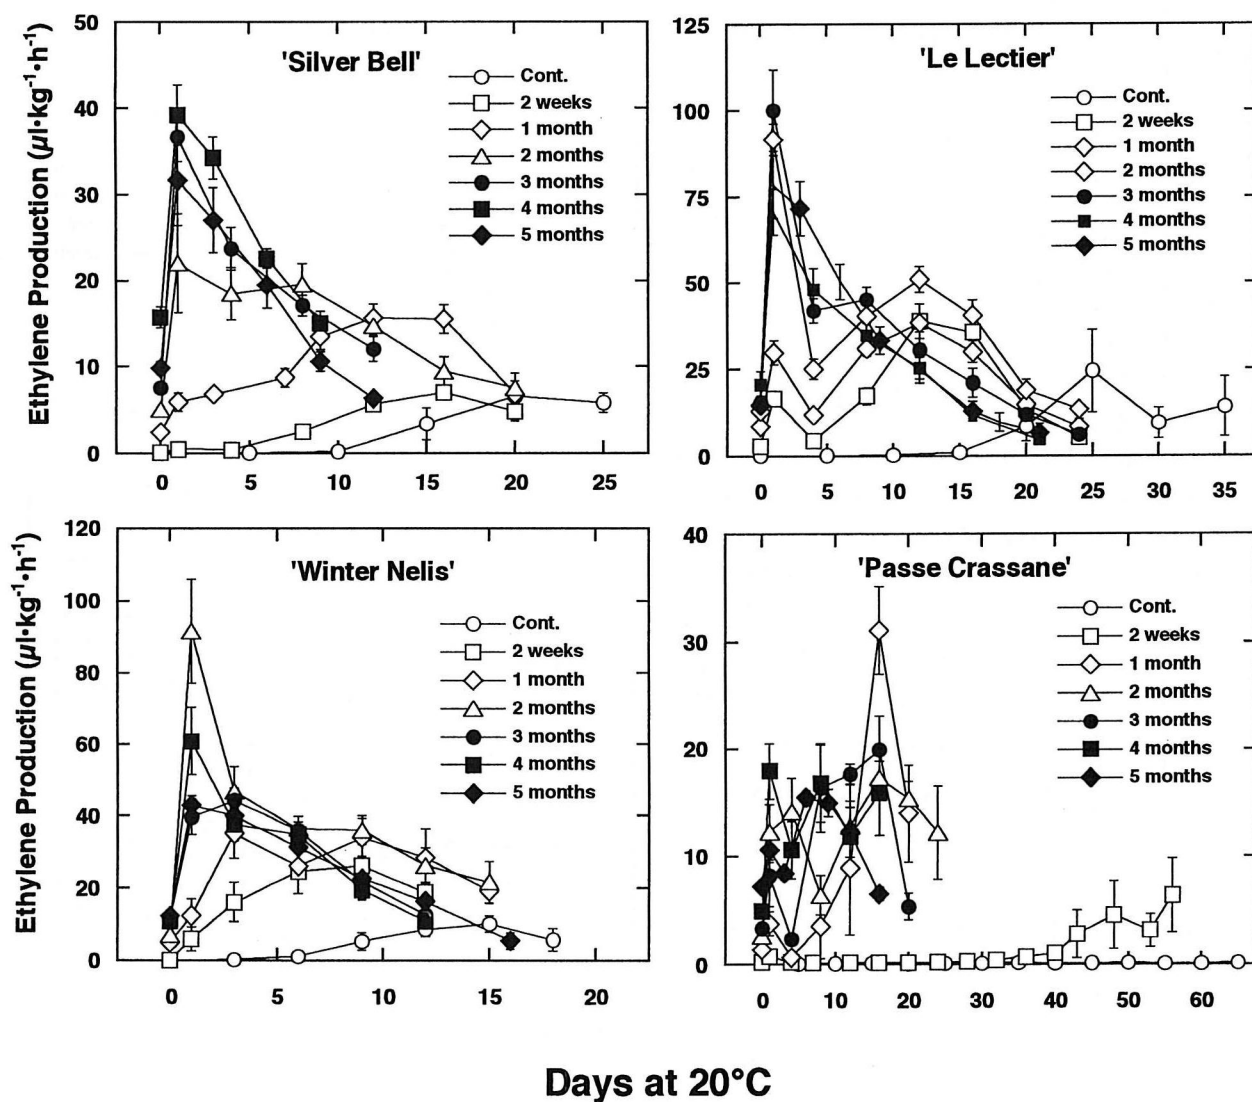 'Silver Bell'
Ethylene Production (µl·kg⁻¹·h⁻¹)
50
40
30
20
10
0
Cont.
2 weeks
1 month
2 months
3 months
4 months
5 months
0 5 10 15 20 25
'Le Lectier'
125
100
75
50
25
0
Cont.
2 weeks
1 month
2 months
3 months
4 months
5 months
0 5 10 15 20 25 30 35
'Winter Nelis'
Ethylene Production (µl·kg⁻¹·h⁻¹)
120
100
80
60
40
20
0
Cont.
2 weeks
1 month
2 months
3 months
4 months
5 months
0 5 10 15 20
'Passe Crassane'
40
30
20
10
0
Cont.
2 weeks
1 month
2 months
3 months
4 months
5 months
0 10 20 30 40 50 60
Days at 20°C